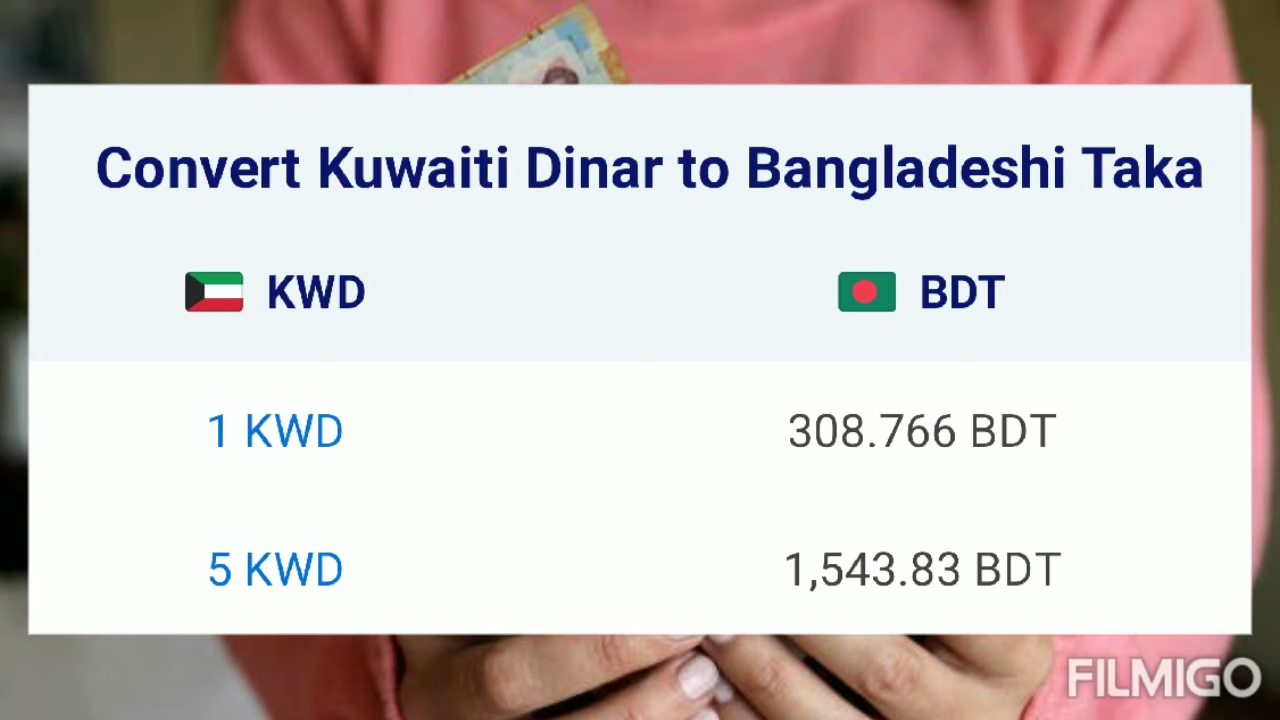 Convert Kuwaiti Dinar to Bangladeshi Taka
KWD BDT
1 KWD 308.766 BDT
5 KWD 1,543.83 BDT
FILMIGO